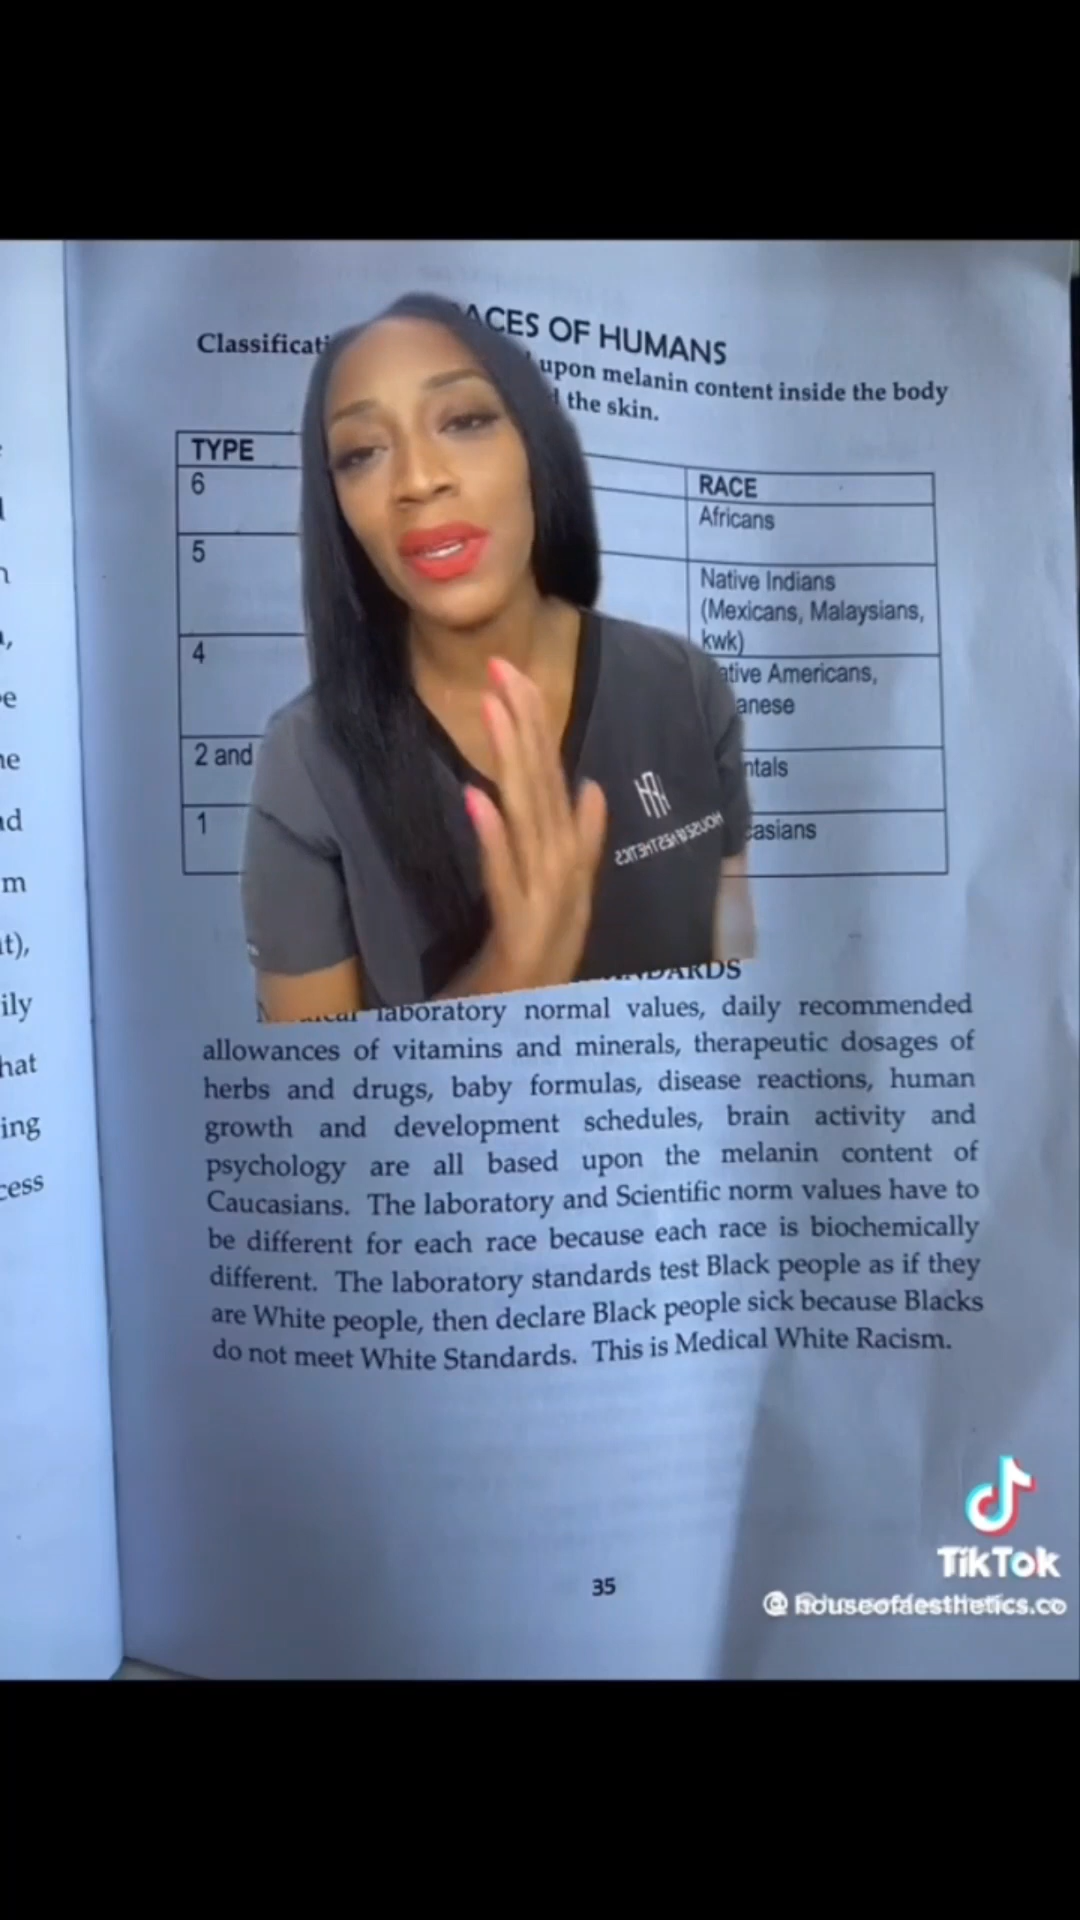 ACES OF HUMANS
Classificati upon melanin content inside the body
the skin.
TYPE
RACE
6
Africans
5
Native Indians
(Mexicans, Malaysians,
kwk)
4
ative Americans,
anese
2 and
ntals
1
casians
NDARDS
laboratory normal values, daily recommended
allowances of vitamins and minerals, therapeutic dosages of
herbs and drugs, baby formulas, disease reactions, human
growth and development schedules, brain activity and
psychology are all based upon the melanin content of
Caucasians. The laboratory and Scientific norm values have to
be different for each race because each race is biochemically
different. The laboratory standards test Black people as if they
are White people, then declare Black people sick because Blacks
do not meet White Standards. This is Medical White Racism.
35
HOUSE OF AESTHETICS
TikTok
@houseofaesthetics.co